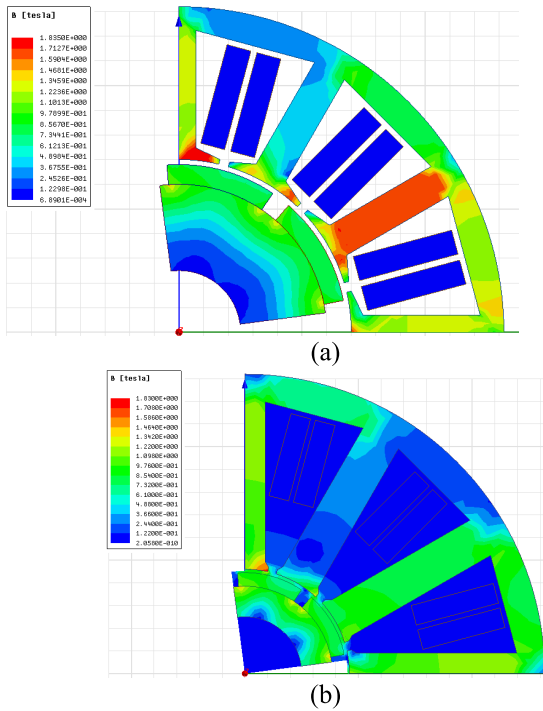 B [tesla]
1.8350E+000
1.7127E+000
1.5904E+000
1.4681E+000
1.3459E+000
1.2236E+000
1.1013E+000
9.7899E-001
8.5670E-001
7.3441E-001
6.1213E-001
4.8984E-001
3.6755E-001
2.4526E-001
1.2298E-001
6.8901E-004
(a)
B [tesla]
1.8300E+000
1.7080E+000
1.5860E+000
1.4640E+000
1.3420E+000
1.2200E+000
1.0980E+000
9.7600E-001
8.5400E-001
7.3200E-001
6.1000E-001
4.8800E-001
3.6600E-001
2.4400E-001
1.2200E-001
2.0508E-010
(b)